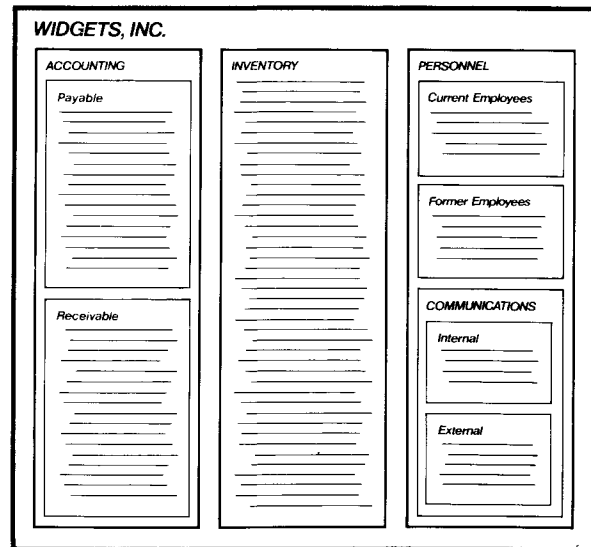 WIDGETS, INC.
ACCOUNTING
Payable
Receivable
INVENTORY
PERSONNEL
Current Employees
Former Employees
COMMUNICATIONS
Internal
External